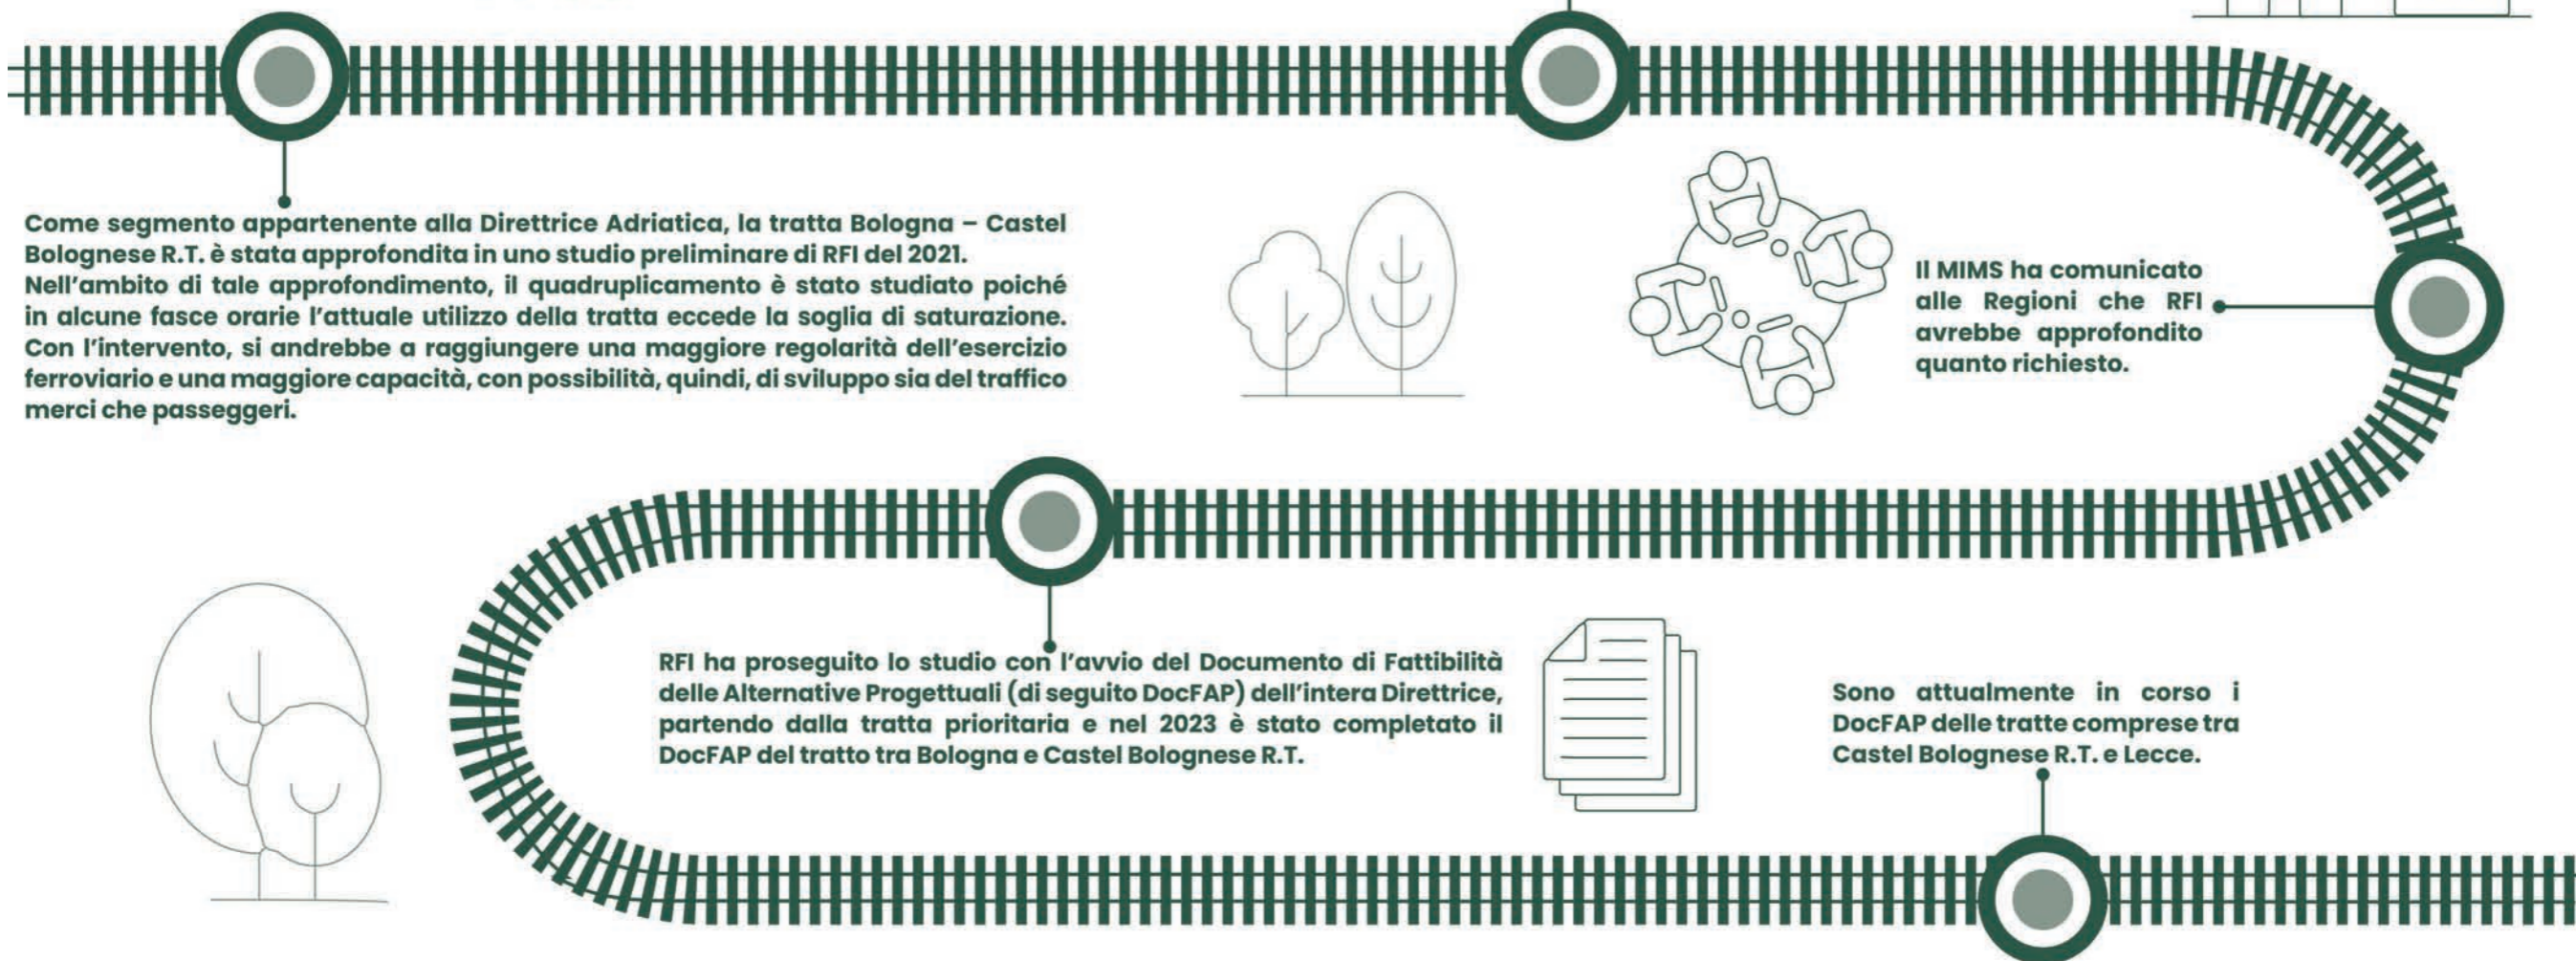 Come segmento appartenente alla Direttrice Adriatica, la tratta Bologna – Castel
Bolognese R.T. è stata approfondita in uno studio preliminare di RFI del 2021.
Nell’ambito di tale approfondimento, il quadruplicamento è stato studiato poiché
in alcune fasce orarie l’attuale utilizzo della tratta eccede la soglia di saturazione.
Con l’intervento, si andrebbe a raggiungere una maggiore regolarità dell’esercizio
ferroviario e una maggiore capacità, con possibilità, quindi, di sviluppo sia del traffico
merci che passeggeri.
Il MIMS ha comunicato
alle Regioni che RFI
avrebbe approfondito
quanto richiesto.
RFI ha proseguito lo studio con l’avvio del Documento di Fattibilità
delle Alternative Progettuali (di seguito DocFAP) dell’intera Direttrice,
partendo dalla tratta prioritaria e nel 2023 è stato completato il
DocFAP del tratto tra Bologna e Castel Bolognese R.T.
Sono attualmente in corso i
DocFAP delle tratte comprese tra
Castel Bolognese R.T. e Lecce.